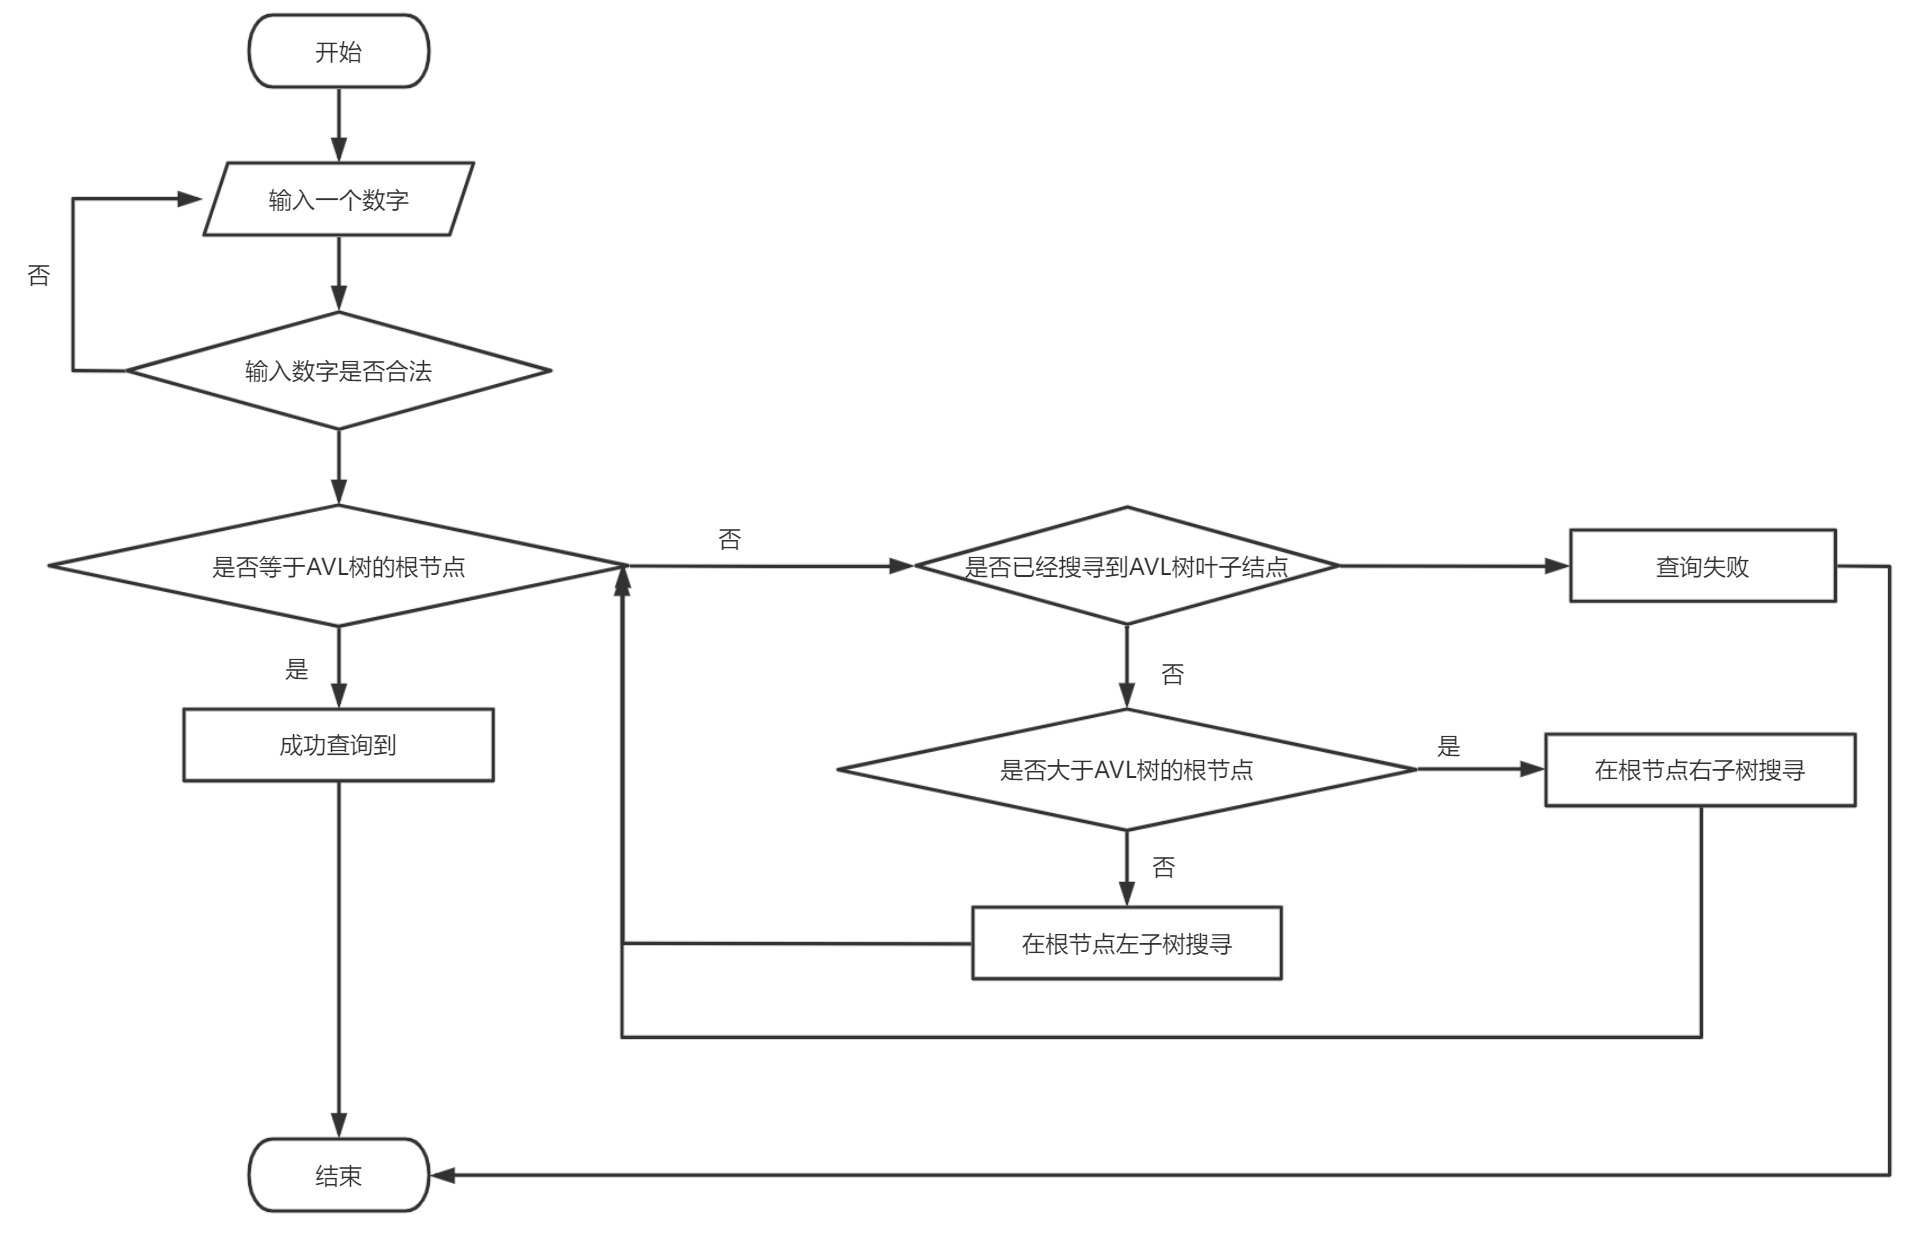 开始
输入一个数字
否
输入数字是否合法
否
是否等于AVL树的根节点
是否已经搜寻到AVL树叶子结点
查询失败
是
否
成功查询到
是
是否大于AVL树的根节点
在根节点右子树搜寻
否
在根节点左子树搜寻
结束